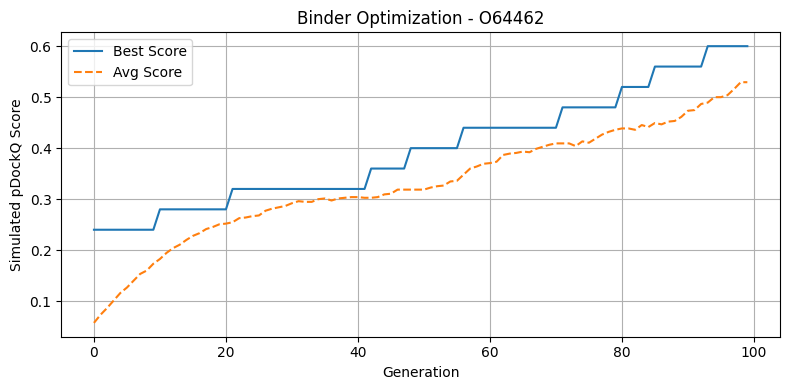 Binder Optimization - O64462
Best Score
Avg Score
Simulated pDockQ Score
0.6
0.5
0.4
0.3
0.2
0.1
0 20 40 60 80 100
Generation